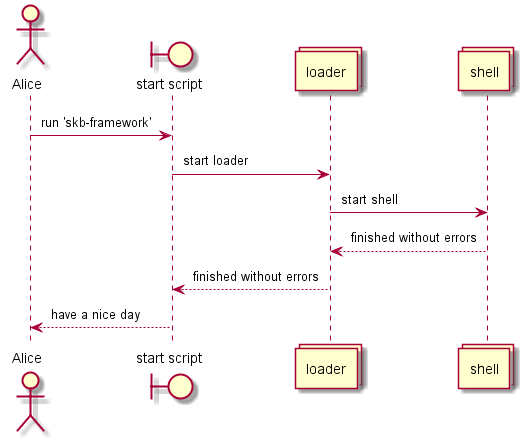 Alice
start script
loader
shell
run 'skb-framework'
start loader
start shell
finished without errors
finished without errors
have a nice day
Alice
start script
loader
shell